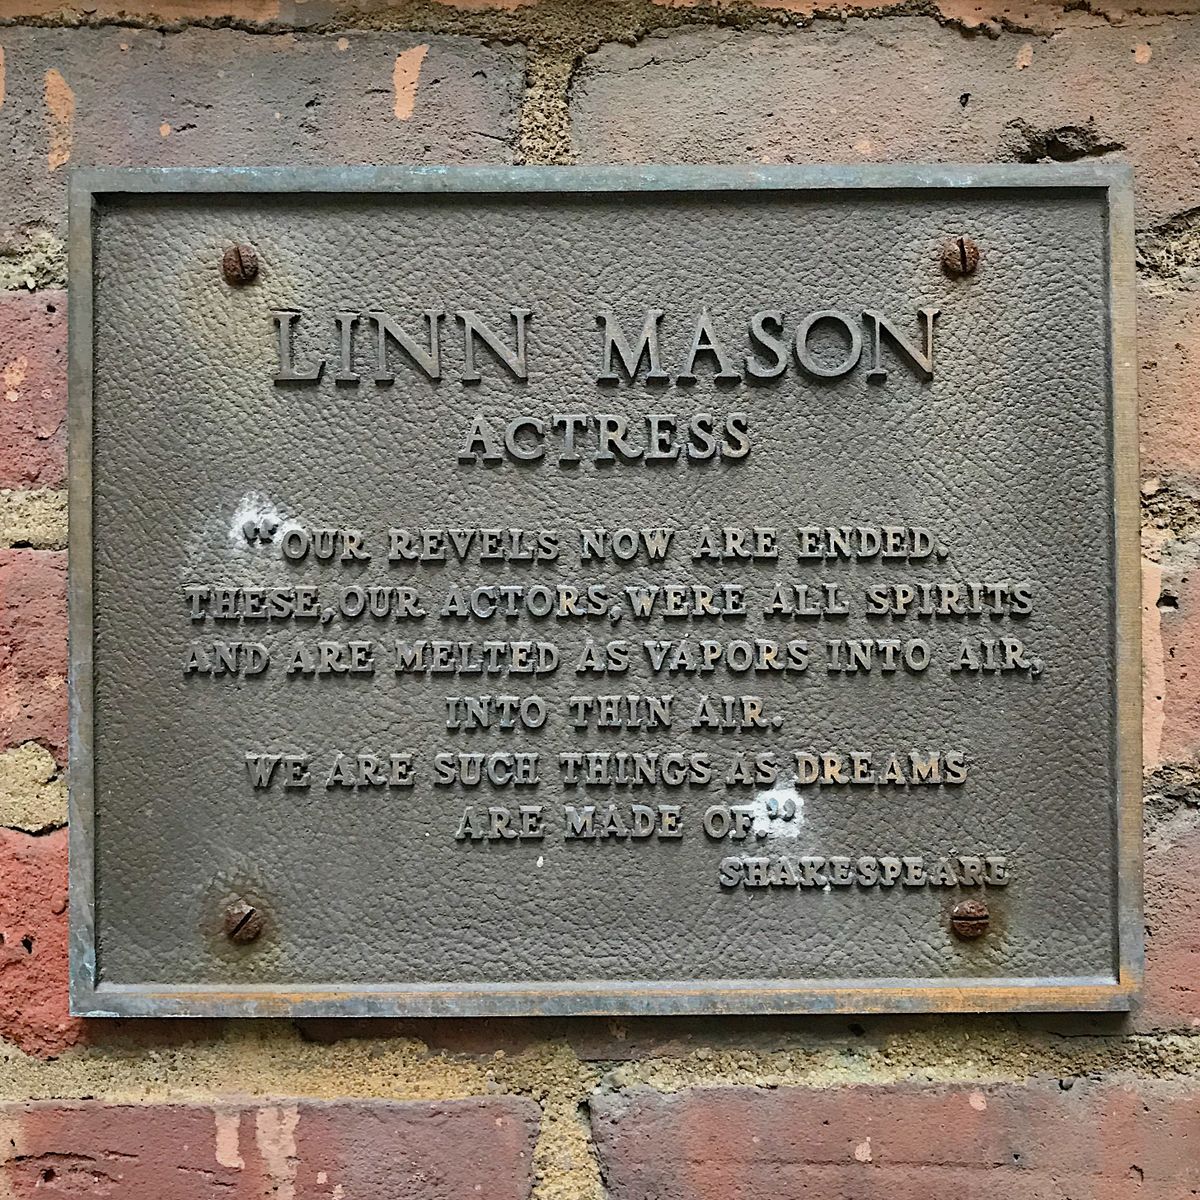 LINN MASON
ACTRESS
“OUR REVELS NOW ARE ENDED.
THESE, OUR ACTORS, WERE ALL SPIRITS
AND ARE MELTED AS VAPORS INTO AIR,
INTO THIN AIR.
WE ARE SUCH THINGS AS DREAMS
ARE MADE OF.”
SHAKESPEARE